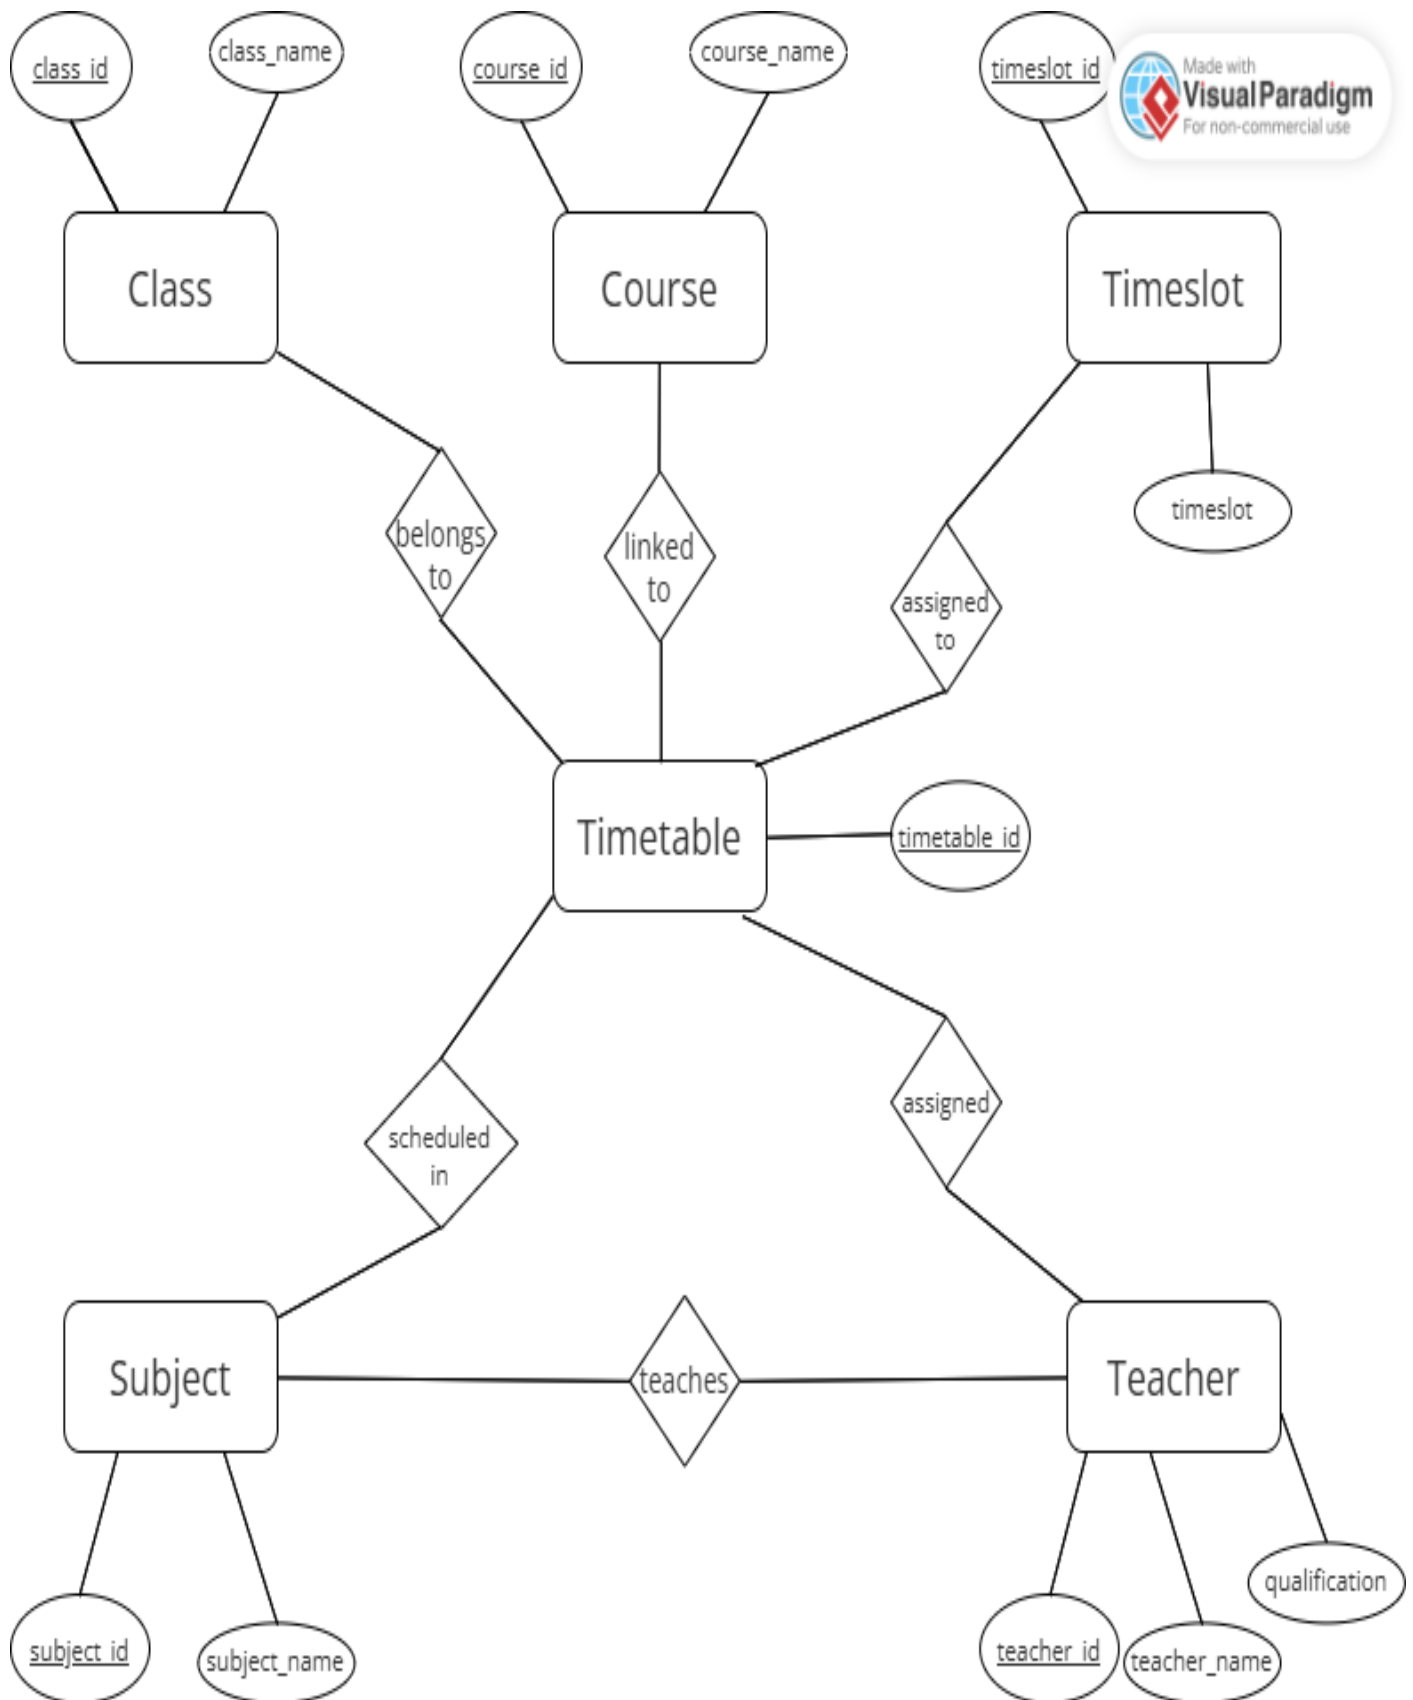 class_id
class_name
course_id
course_name
timeslot_id
Made with
Visual Paradigm
For non-commercial use
Class
Course
Timeslot
timeslot
belongs
to
linked
to
assigned
to
Timetable
timetable_id
scheduled
in
assigned
Subject
teaches
Teacher
qualification
subject_id
subject_name
teacher_id
teacher_name